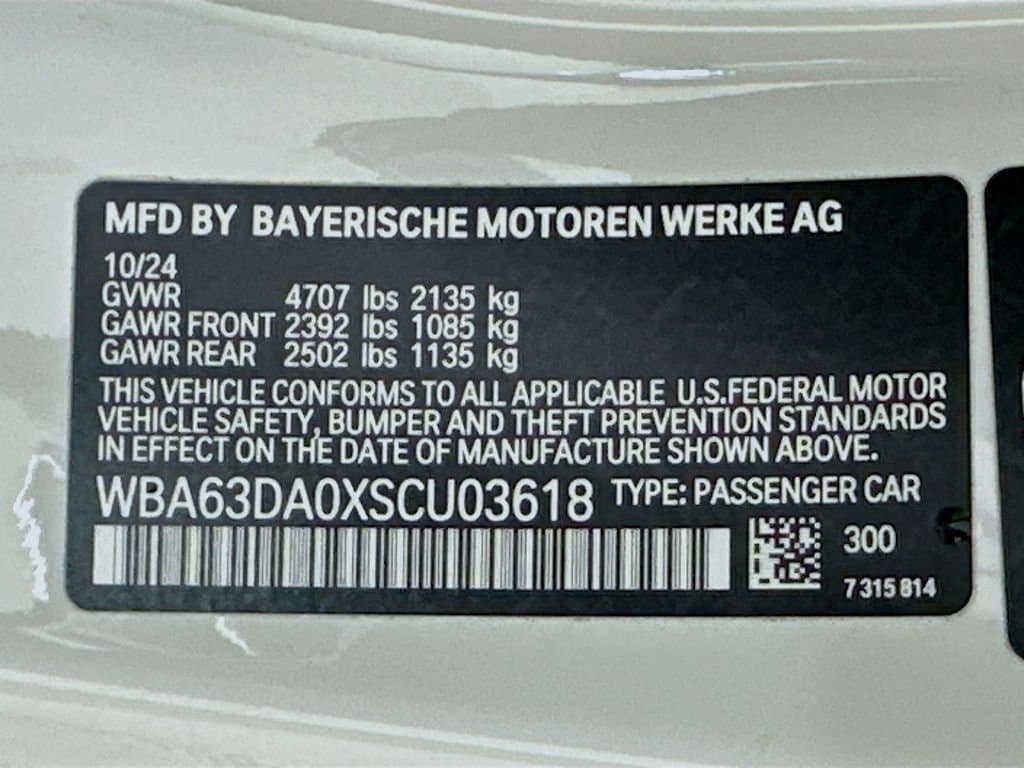 MFD BY BAYERISCHE MOTOREN WERKE AG
10/24
GVWR 4707 lbs 2135 kg
GAWR FRONT 2392 lbs 1085 kg
GAWR REAR 2502 lbs 1135 kg
THIS VEHICLE CONFORMS TO ALL APPLICABLE U.S.FEDERAL MOTOR
VEHICLE SAFETY, BUMPER AND THEFT PREVENTION STANDARDS
IN EFFECT ON THE DATE OF MANUFACTURE SHOWN ABOVE.
WBA63DA0XSCU03618 TYPE: PASSENGER CAR
300
7 315 814